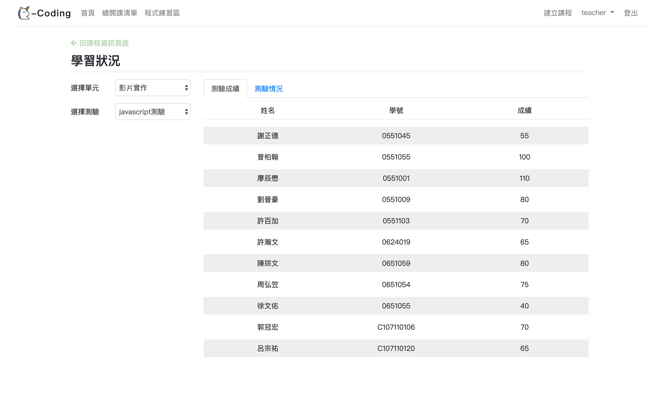 -Coding 首頁 總開課清單 程式練習區 建立課程 teacher 登出
← 回課程資訊頁面
學習狀況
選擇單元 影片實作 測驗成績 測驗情況
選擇測驗 javascript測驗 姓名 學號 成績
謝正德 0551045 55
曾柏翰 0551055 100
廖辰懋 0551001 110
劉晉豪 0551009 80
許百加 0551103 70
許瀚文 0624019 65
陳琮文 0651059 80
周弘笠 0651054 75
徐文佑 0651055 40
郭冠宏 C107110106 70
呂宗祐 C107110120 65